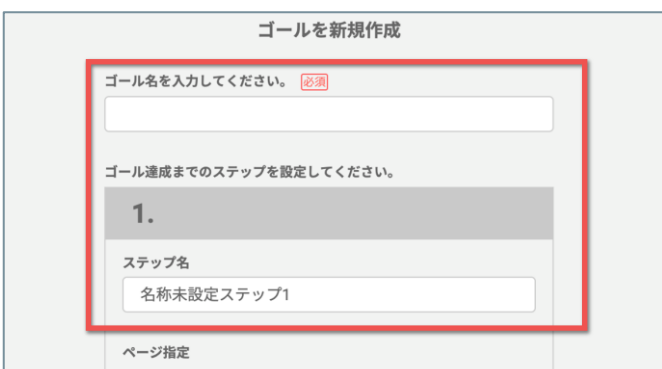 ゴールを新規作成
ゴール名を入力してください。 必須
ゴール達成までのステップを設定してください。
1.
ステップ名
名称未設定ステップ1
ページ指定